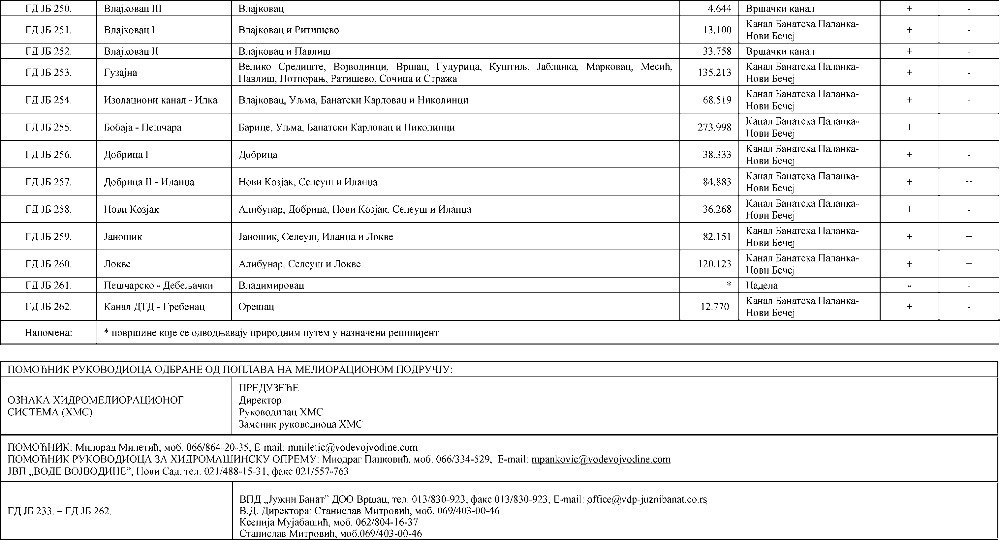 ГД ЈБ 250. Влајковац III Влајковац 4.644 Вршачки канал + -
ГД ЈБ 251. Влајковац I Влајковац и Ритишево 13.100 Канал Банатска Паланка-
Нови Бечеј + -
ГД ЈБ 252. Влајковац II Влајковац и Павлиш 33.758 Вршачки канал + -
ГД ЈБ 253. Гузајна Велико Средиште, Војводинци, Вршац, Гудурица, Куштиљ, Јабланка, Марковац, Месић, 135.213 Канал Банатска Паланка-
Павлиш, Потпорањ, Ратишево, Сочица и Стража Нови Бечеј + -
ГД ЈБ 254. Изолациони канал - Илка Влајковац, Уљма, Банатски Карловац и Николинци 68.519 Канал Банатска Паланка-
Нови Бечеј + -
ГД ЈБ 255. Бобаја - Пешчара Барице, Уљма, Банатски Карловац и Николинци 273.998 Канал Банатска Паланка-
Нови Бечеј + +
ГД ЈБ 256. Добрица I Добрица 38.333 Канал Банатска Паланка-
Нови Бечеј + -
ГД ЈБ 257. Добрица II - Иланџа Нови Козјак, Селеуш и Иланџа 84.883 Канал Банатска Паланка-
Нови Бечеј + +
ГД ЈБ 258. Нови Козјак Алибунар, Добрица, Нови Козјак, Селеуш и Иланџа 36.268 Канал Банатска Паланка-
Нови Бечеј + -
ГД ЈБ 259. Јаношик Јаношик, Селеуш, Иланџа и Локве 82.151 Канал Банатска Паланка-
Нови Бечеј + +
ГД ЈБ 260. Локве Алибунар, Селеуш и Локве 120.123 Канал Банатска Паланка-
Нови Бечеј + +
ГД ЈБ 261. Пешчарско - Дебељачки Владимировац * Надела - -
ГД ЈБ 262. Канал ДТД - Гребенац Орешац 12.770 Канал Банатска Паланка-
Нови Бечеј + -
Напомена: * површине које се одводњавају природним путем у назначени реципијент
ПОМОЋНИК РУКОВОДИОЦА ОДБРАНЕ ОД ПОПЛАВА НА МЕЛИОРАЦИОНОМ ПОДРУЧЈУ:
ОЗНАКА ХИДРОМЕЛИОРАЦИОНОГ
СИСТЕМА (ХМС)
ПРЕДУЗЕЋЕ
Директор
Руководилац ХМС
Заменик руководиоца ХМС
ПОМОЋНИК: Милорад Милетић, моб. 066/864-20-35, E-mail: mmiletic@vodevojvodine.com
ПОМОЋНИК РУКОВОДИОЦА ЗА ХИДРОМАШИНСКУ ОПРЕМУ: Миодраг Панковић, моб. 066/334-529, E-mail: mpankovic@vodevojvodine.com
ЈВП „ВОДЕ ВОЈВОДИНЕ”, Нови Сад, тел. 021/488-15-31, факс 021/557-763
ГД ЈБ 233. – ГД ЈБ 262.
ВПД „Јужни Банат” ДОО Вршац, тел. 013/830-923, факс 013/830-923, E-mail: office@vdp-juznibanat.co.rs
В.Д. Директора: Станислав Митровић, моб. 069/403-00-46
Ксенија Мујабашић, моб. 062/804-16-37
Станислав Митровић, моб.069/403-00-46